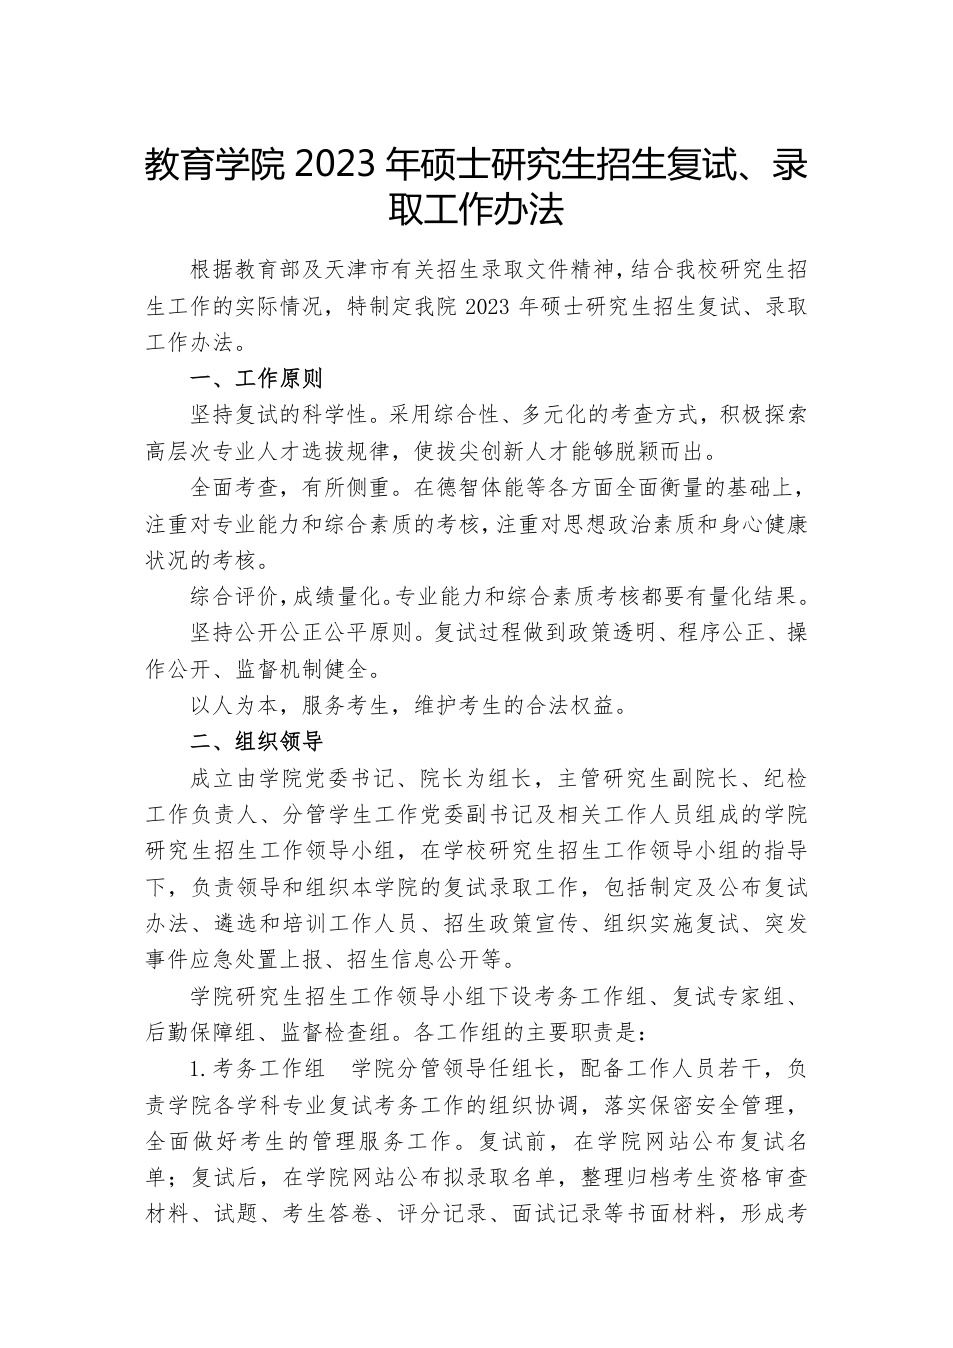 教育学院 2023 年硕士研究生招生复试、录
取工作办法
根据教育部及天津市有关招生录取文件精神，结合我校研究生招
生工作的实际情况，特制定我院 2023 年硕士研究生招生复试、录取
工作办法。
一、工作原则
坚持复试的科学性。采用综合性、多元化的考查方式，积极探索
高层次专业人才选拔规律，使拔尖创新人才能够脱颖而出。
全面考查，有所侧重。在德智体能等各方面全面衡量的基础上，
注重对专业能力和综合素质的考核，注重对思想政治素质和身心健康
状况的考核。
综合评价，成绩量化。专业能力和综合素质考核都要有量化结果。
坚持公开公正公平原则。复试过程做到政策透明、程序公正、操
作公开、监督机制健全。
以人为本，服务考生，维护考生的合法权益。
二、组织领导
成立由学院党委书记、院长为组长，主管研究生副院长、纪检
工作负责人、分管学生工作党委副书记及相关工作人员组成的学院
研究生招生工作领导小组，在学校研究生招生工作领导小组的指导
下，负责领导和组织本学院的复试录取工作，包括制定及公布复试
办法、遴选和培训工作人员、招生政策宣传、组织实施复试、突发
事件应急处置上报、招生信息公开等。
学院研究生招生工作领导小组下设考务工作组、复试专家组、
后勤保障组、监督检查组。各工作组的主要职责是：
1.考务工作组　学院分管领导任组长，配备工作人员若干，负
责学院各学科专业复试考务工作的组织协调，落实保密安全管理，
全面做好考生的管理服务工作。复试前，在学院网站公布复试名
单；复试后，在学院网站公布拟录取名单，整理归档考生资格审查
材料、试题、考生答卷、评分记录、面试记录等书面材料，形成考